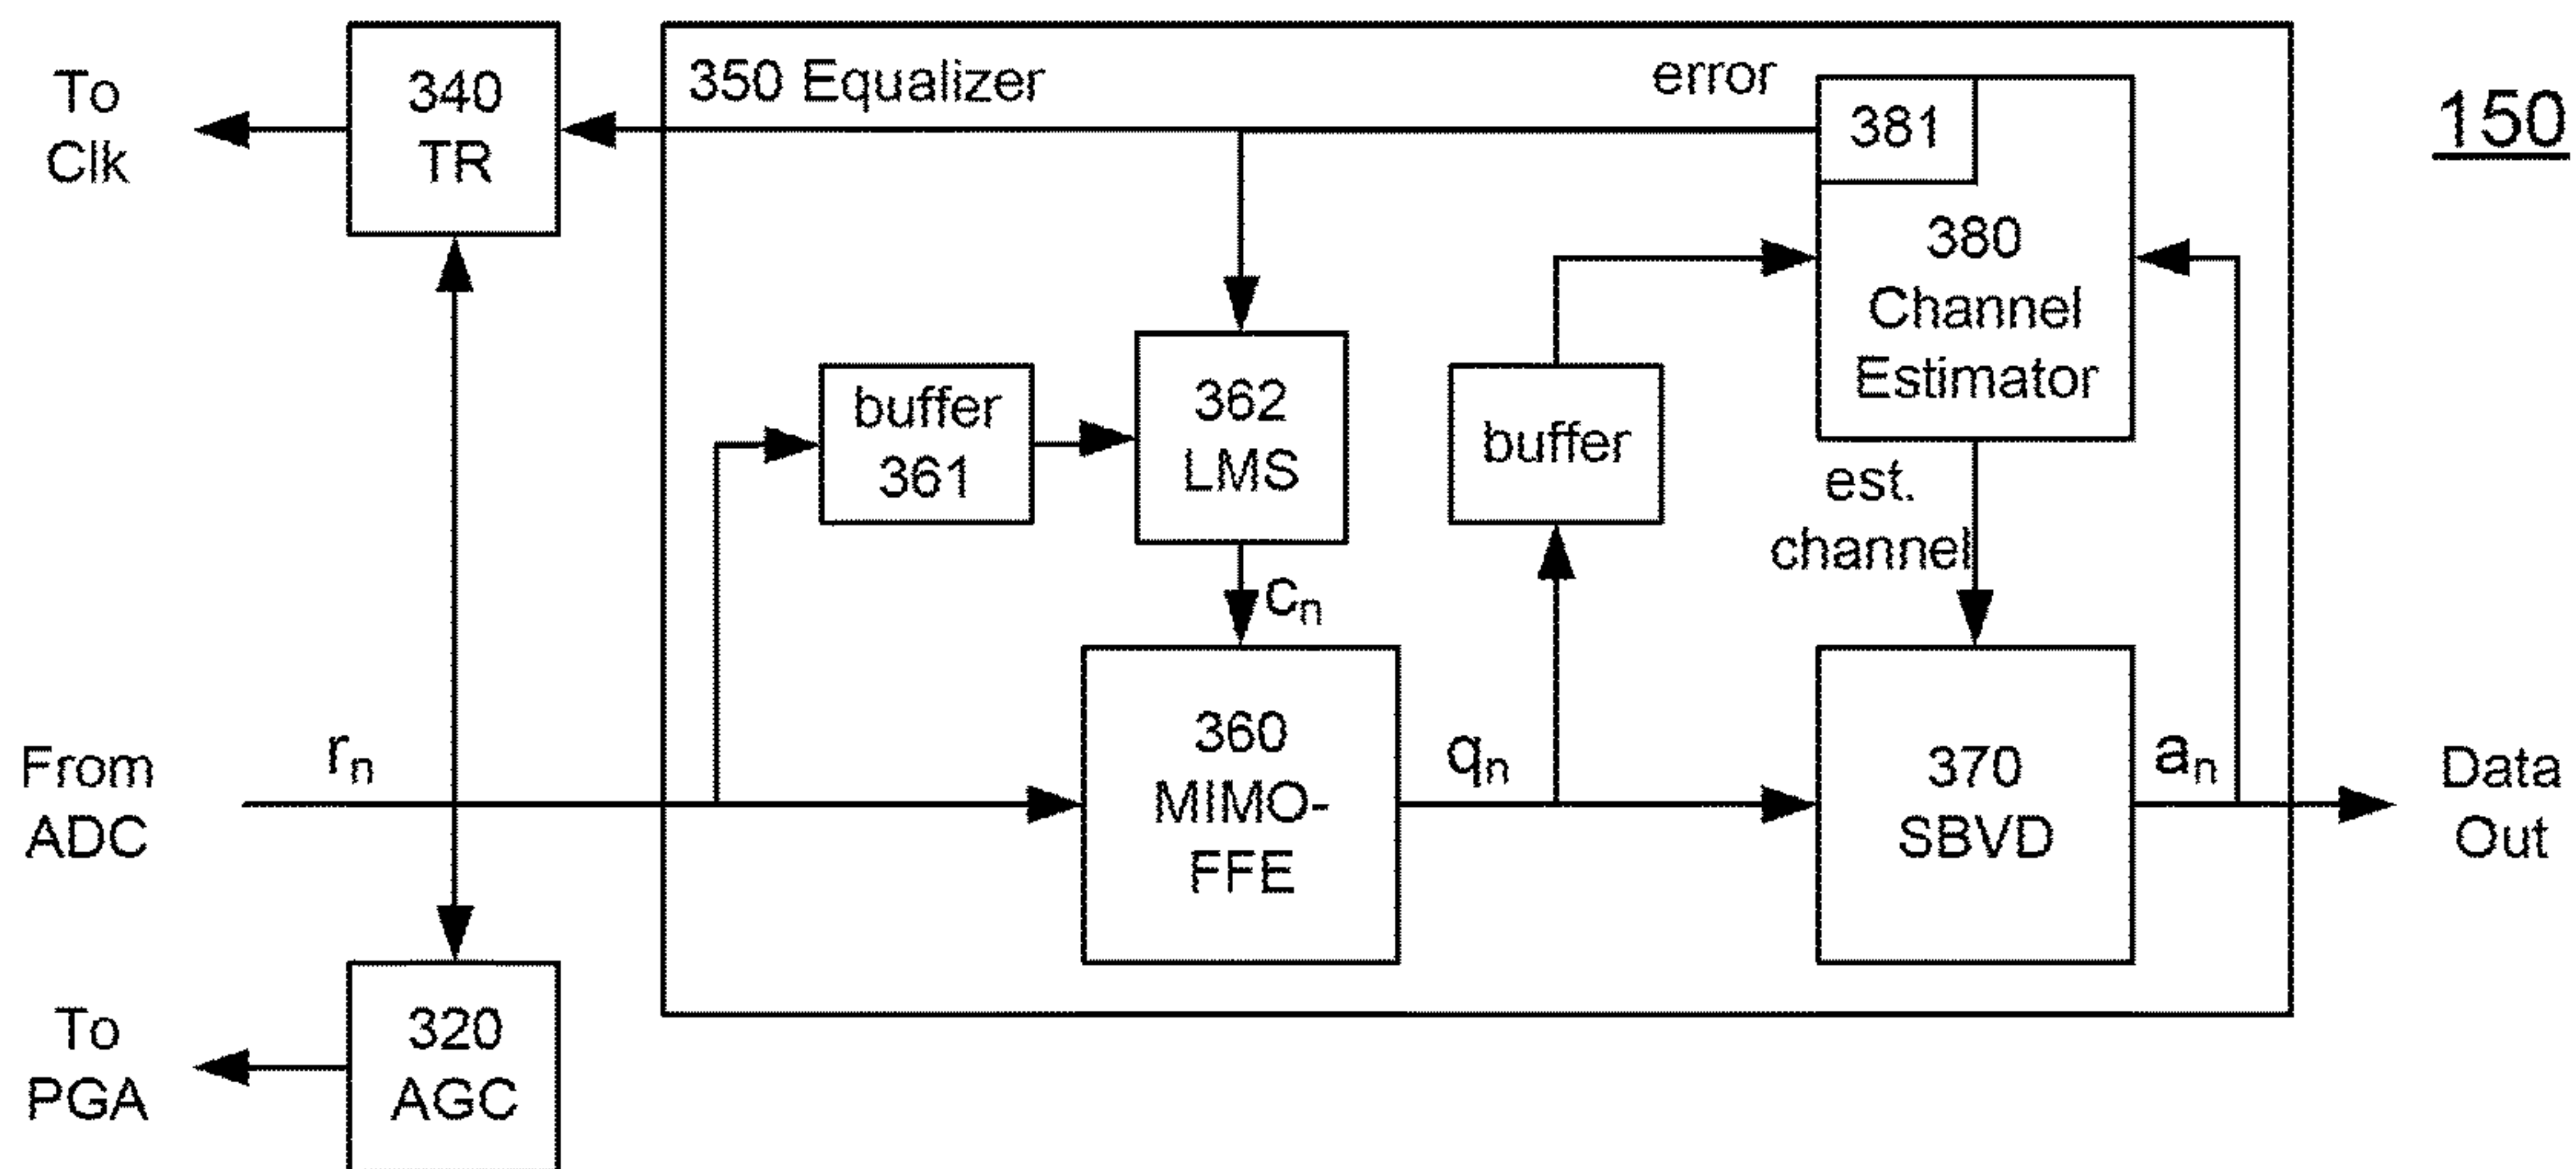 To
Clk
340
TR
350 Equalizer
error
381
150
380
Channel
Estimator
buffer
361
362
LMS
buffer
est.
channel
cn
From
ADC
rn
360
MIMO-
FFE
qn
370
SBVD
an
Data
Out
To
PGA
320
AGC